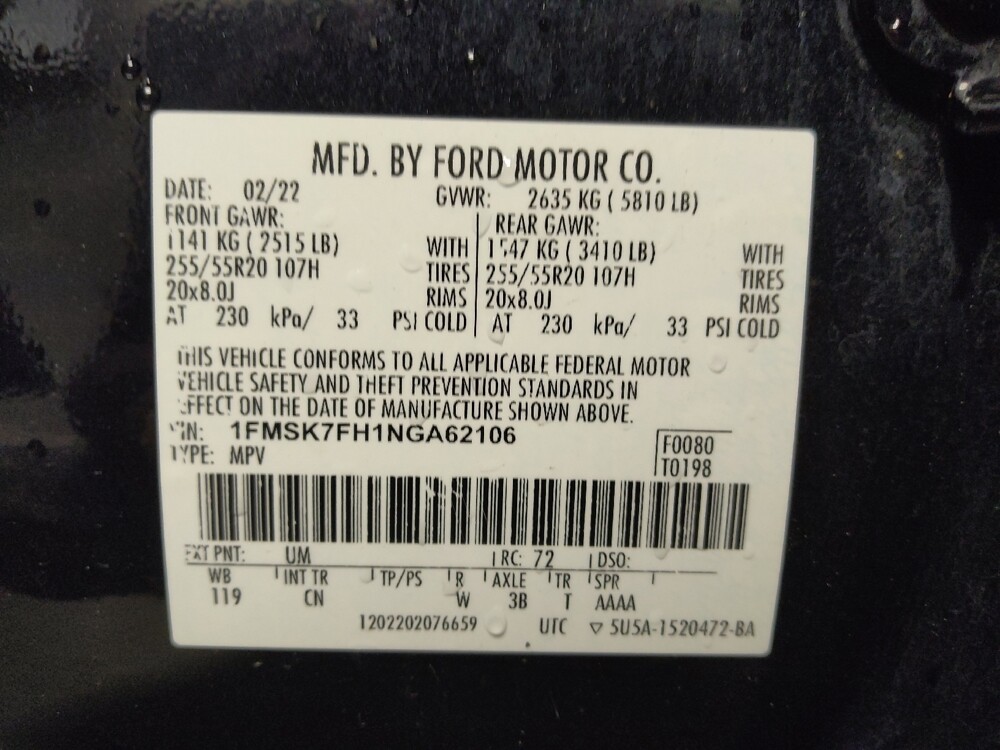 MFD. BY FORD MOTOR CO.
DATE: 02/22 GVWR: 2635 KG ( 5810 LB)
FRONT GAWR: REAR GAWR:
1141 KG ( 2515 LB) WITH 1547 KG ( 3410 LB) WITH
255/55R20 107H TIRES 255/55R20 107H TIRES
20x8.0J RIMS 20x8.0J RIMS
AT 230 kPa/ 33 PSI COLD AT 230 kPa/ 33 PSI COLD
THIS VEHICLE CONFORMS TO ALL APPLICABLE FEDERAL MOTOR
VEHICLE SAFETY AND THEFT PREVENTION STANDARDS IN
EFFECT ON THE DATE OF MANUFACTURE SHOWN ABOVE.
VIN: 1FMSK7FH1NGA62106
F0080
TYPE: MPV
T0198
EXT PNT: UM RC: 72 DSO:
WB INT TR TP/PS R AXLE TR SPR
119 CN W 3B T AAAA
1202202076659 UTC ▽ 5U5A-1520472-BA